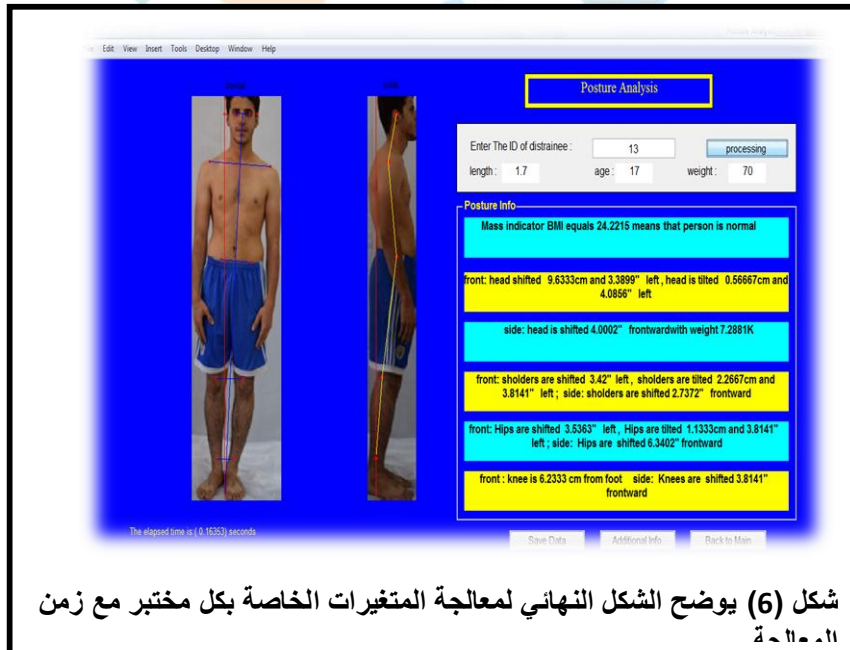 Edit View Insert Tools Desktop Window Help
Posture Analysis
Enter The ID of distrainee : 13 processing
length : 1.7 age : 17 weight : 70
Posture Info
Mass indicator BMI equals 24.2215 means that person is normal
front: head shifted 9.6333cm and 3.3899" left , head is tilted 0.56667cm and
4.0856" left
side: head is shifted 4.0002" frontwardwith weight 7.2881K
front: sholders are shifted 3.42" left , sholders are tilted 2.2667cm and
3.8141" left ; side: sholders are shifted 2.7372" frontward
front: Hips are shifted 3.5363" left , Hips are tilted 1.1333cm and 3.8141"
left ; side: Hips are shifted 6.3402" frontward
front : knee is 6.2333 cm from foot side: Knees are shifted 3.8141"
frontward
The elapsed time is ( 0.16353) seconds
Save Data Additional Info Back to Main
شكل (6) يوضح الشكل النهائي لمعالجة المتغيرات الخاصة بكل مختبر مع زمن
المعالجة